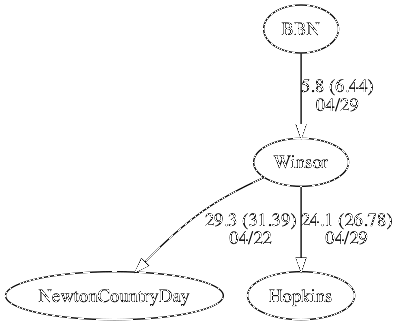 BBN
5.8 (6.44)
04/29
Winsor
29.3 (31.39) 24.1 (26.78)
04/22 04/29
NewtonCountryDay Hopkins